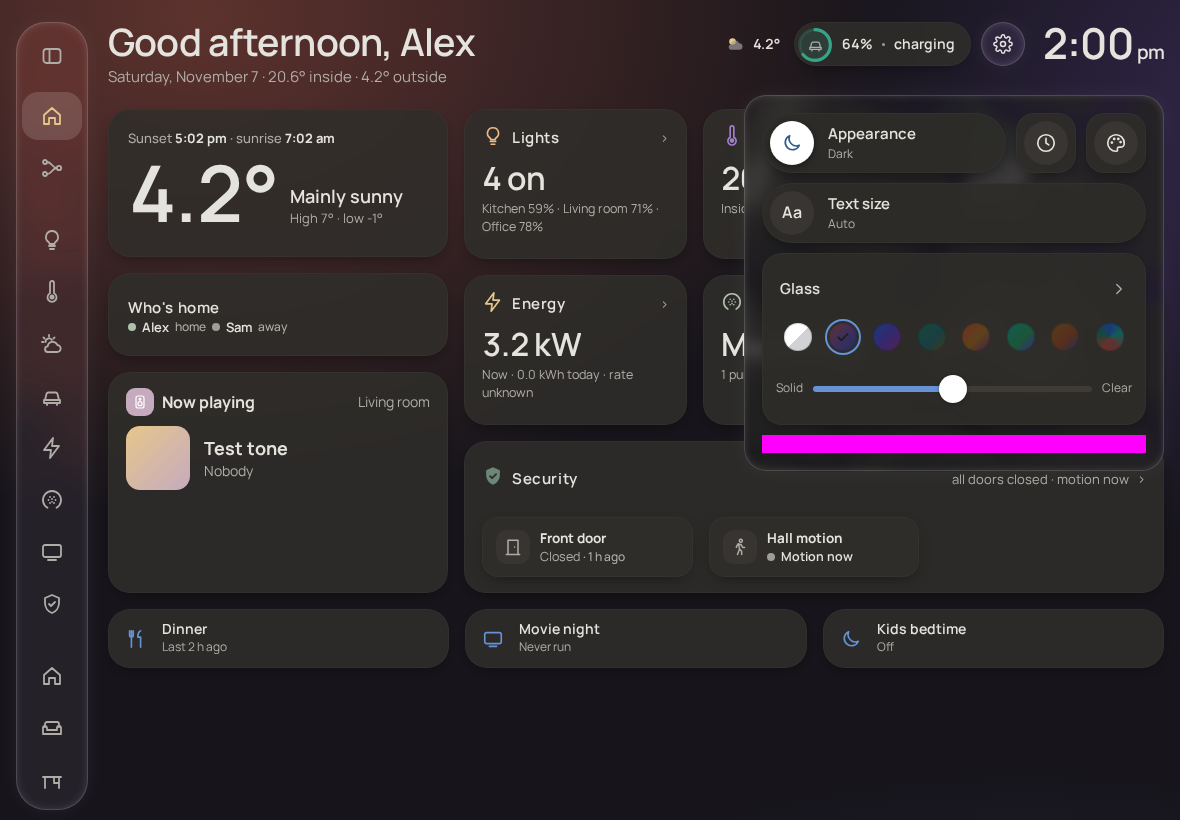 Good afternoon, Alex
Saturday, November 7 · 20.6° inside · 4.2° outside
4.2°
64% • charging
2:00 pm
Sunset 5:02 pm · sunrise 7:02 am
4.2°
Mainly sunny
High 7° · low -1°
Lights
4 on
Kitchen 59% · Living room 71% ·
Office 78%
Appearance
Dark
Aa
Text size
Auto
Glass
Solid
Clear
Who's home
Alex home Sam away
Energy
3.2 kW
Now · 0.0 kWh today · rate
unknown
1 pu
Now playing
Living room
Test tone
Nobody
Security
all doors closed · motion now
Front door
Closed · 1 h ago
Hall motion
Motion now
Dinner
Last 2 h ago
Movie night
Never run
Kids bedtime
Off